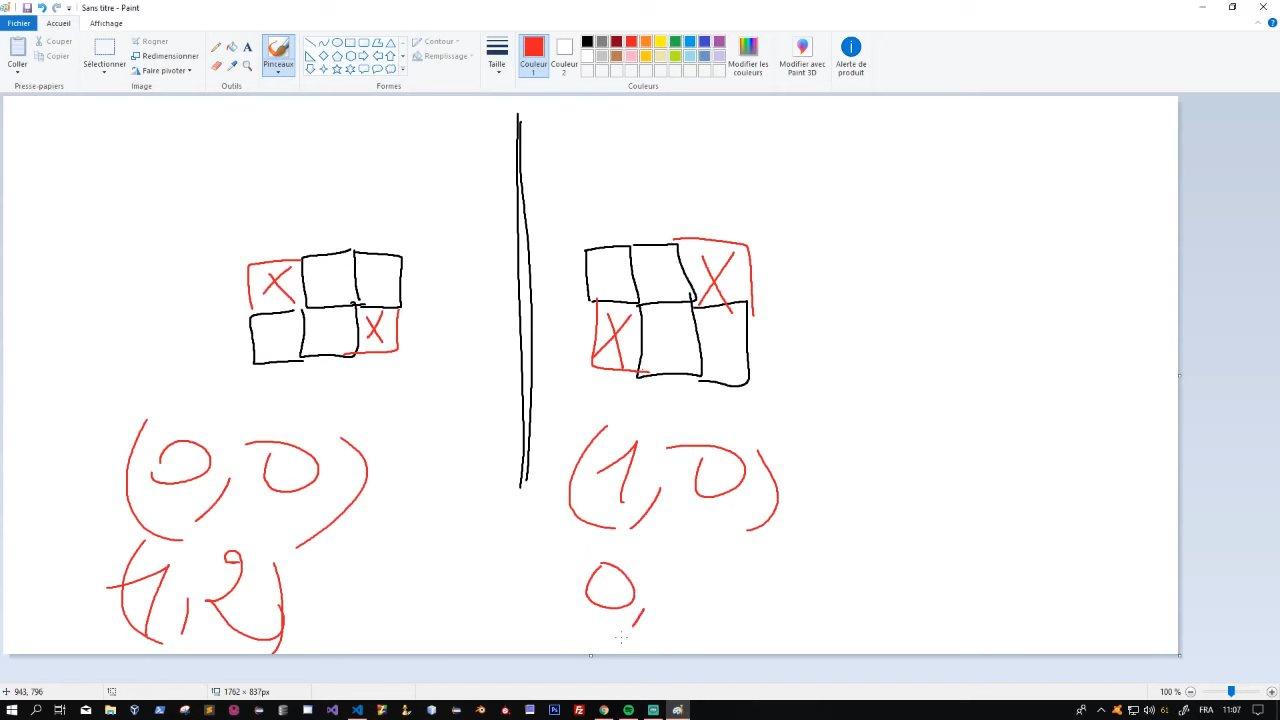 Sans titre - Paint
Fichier Accueil Affichage
Coller
Couper
Copier
Presse-papiers
Sélectionner
Rogner
Redimensionner
Faire pivoter
Image
A
Outils
Pinceaux
Contour
Remplissage
Formes
Taille
Couleur 1
Couleur 2
Modifier les couleurs
Couleurs
Modifier avec Paint 3D
Alerte de produit
X
X
X
X
(0,0)
(1,2)
(1,0)
0,
943, 796
1762 × 837px
100 %
61
FRA
11:07